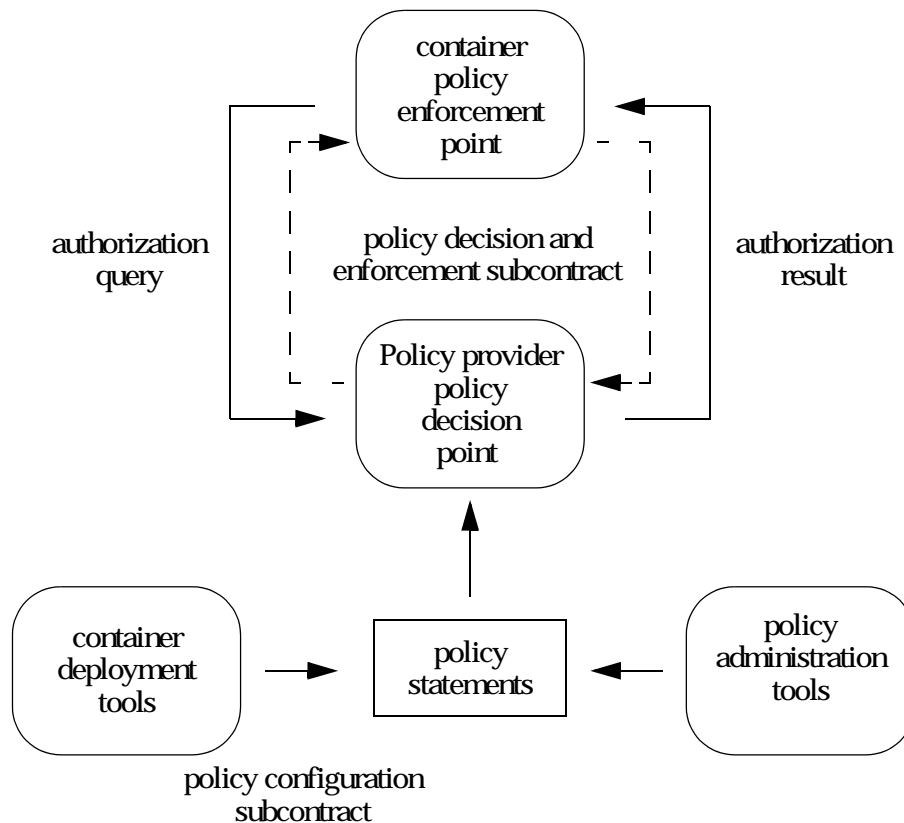 container
policy
enforcement
point
authorization
query
policy decision and
enforcement subcontract
authorization
result
Policy provider
policy
decision
point
container
deployment
tools
policy
statements
policy
administration
tools
policy configuration
subcontract